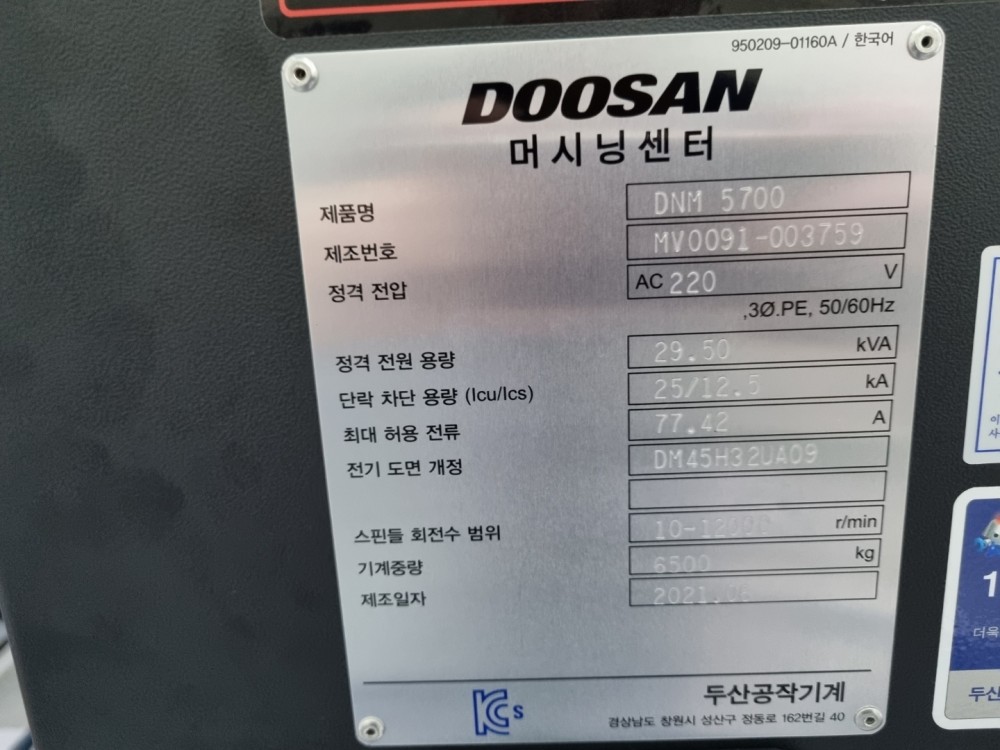 950209-01160A / 한국어
DOOSAN
머시닝센터
제품명 DNM 5700
제조번호 MV0091-003759
정격 전압 AC 220 V
,3Ø.PE, 50/60Hz
정격 전원 용량 29.50 kVA
단락 차단 용량 (Icu/Ics) 25/12.5 kA
최대 허용 전류 77.42 A
전기 도면 개정 DM45H32UA09
스핀들 회전수 범위 r/min
기계중량 6500 kg
제조일자
두산공작기계
KCs
경상남도 창원시 성산구 정동로 162번길 40
1
더욱
두산